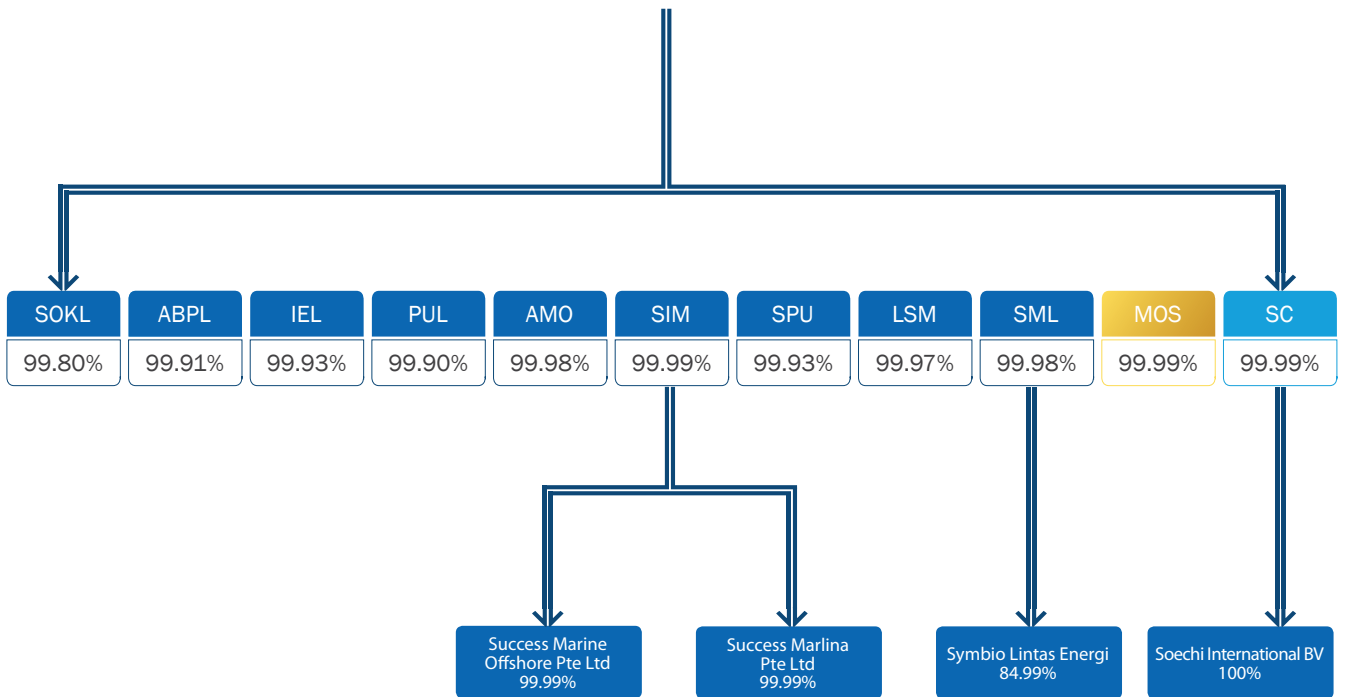 SOKL ABPL IEL PUL AMO SIM SPU LSM SML MOS SC
99.80% 99.91% 99.93% 99.90% 99.98% 99.99% 99.93% 99.97% 99.98% 99.99% 99.99%
Success Marine
Offshore Pte Ltd
99.99%
Success Marlina
Pte Ltd
99.99%
Symbio Lintas Energi
84.99%
Soechi International BV
100%